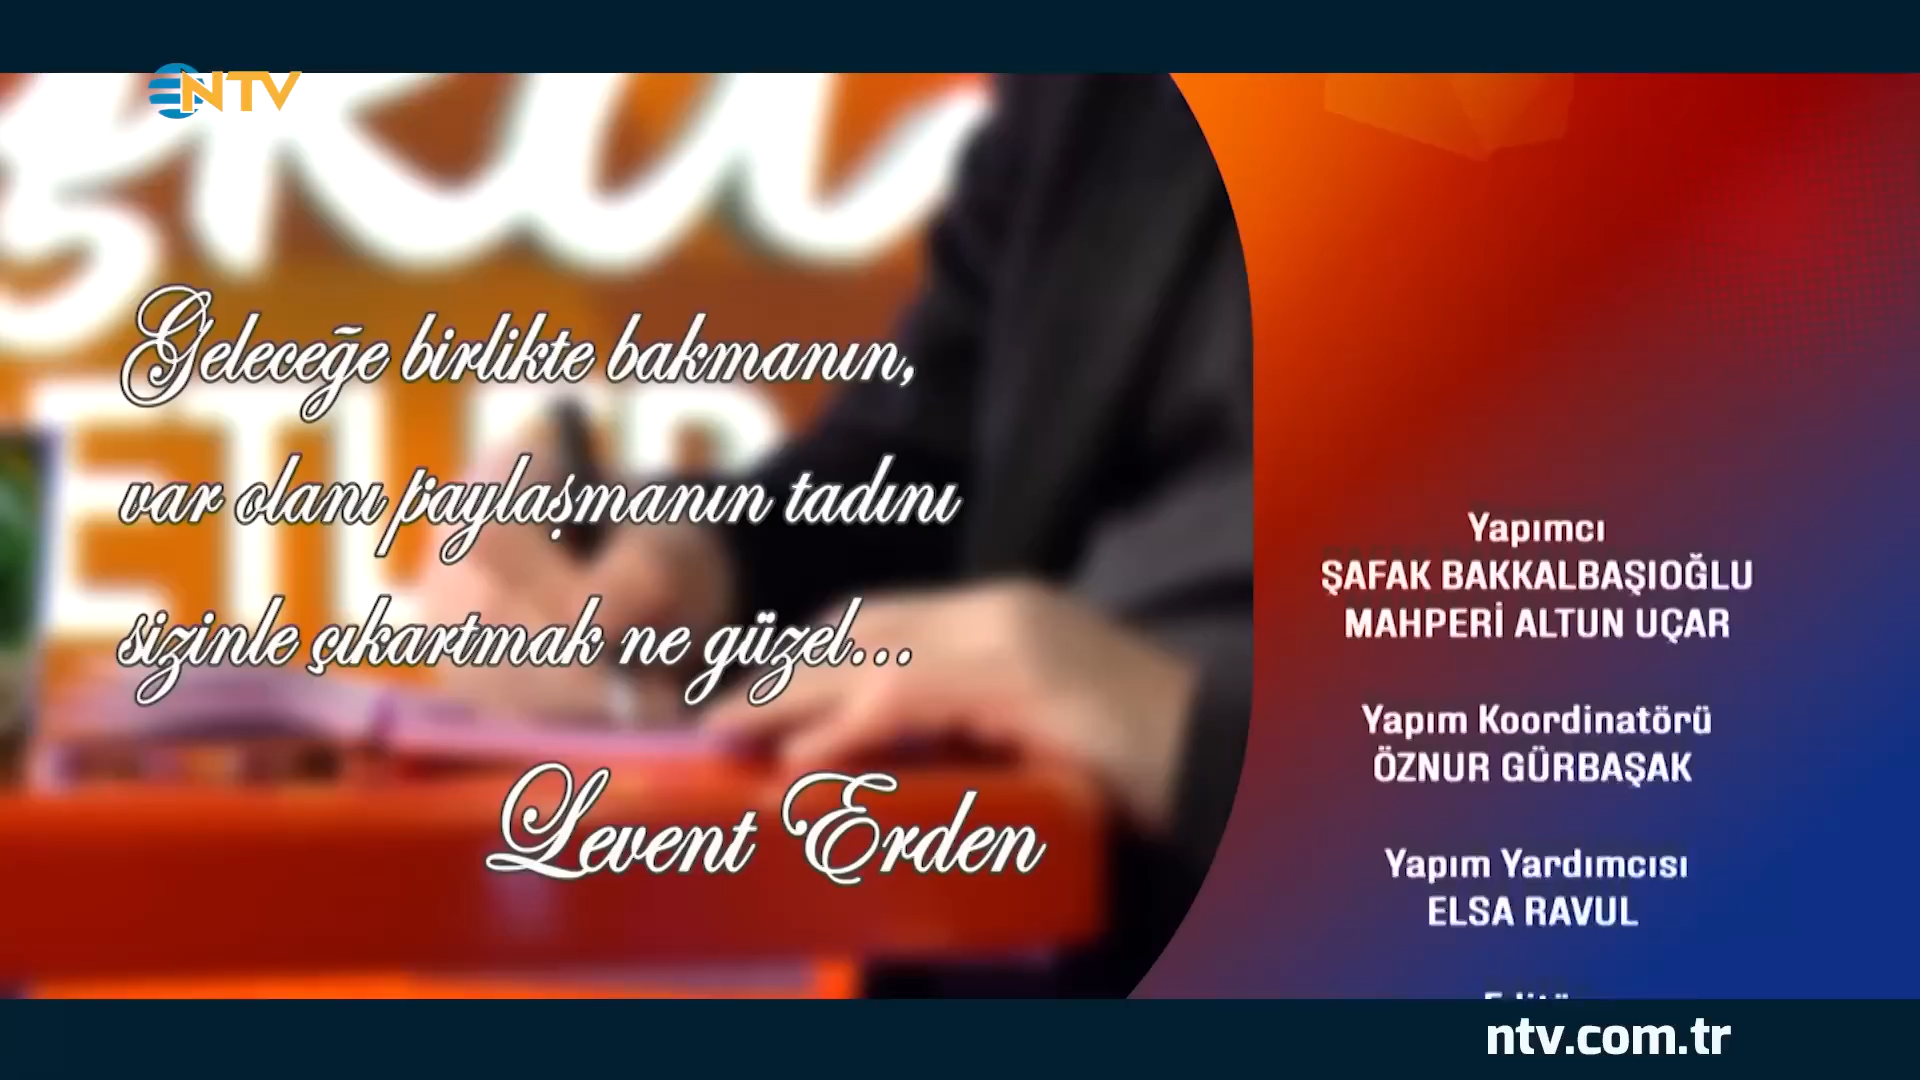 NTV
Geleceğe birlikte bakmanın,
var olanı paylaşmanın tadını
sizinle çıkartmak ne güzel...
Levent Erden
Yapımcı
ŞAFAK BAKKALBAŞIOĞLU
MAHPERİ ALTUN UÇAR
Yapım Koordinatörü
ÖZNUR GÜRBAŞAK
Yapım Yardımcısı
ELSA RAVUL
ntv.com.tr